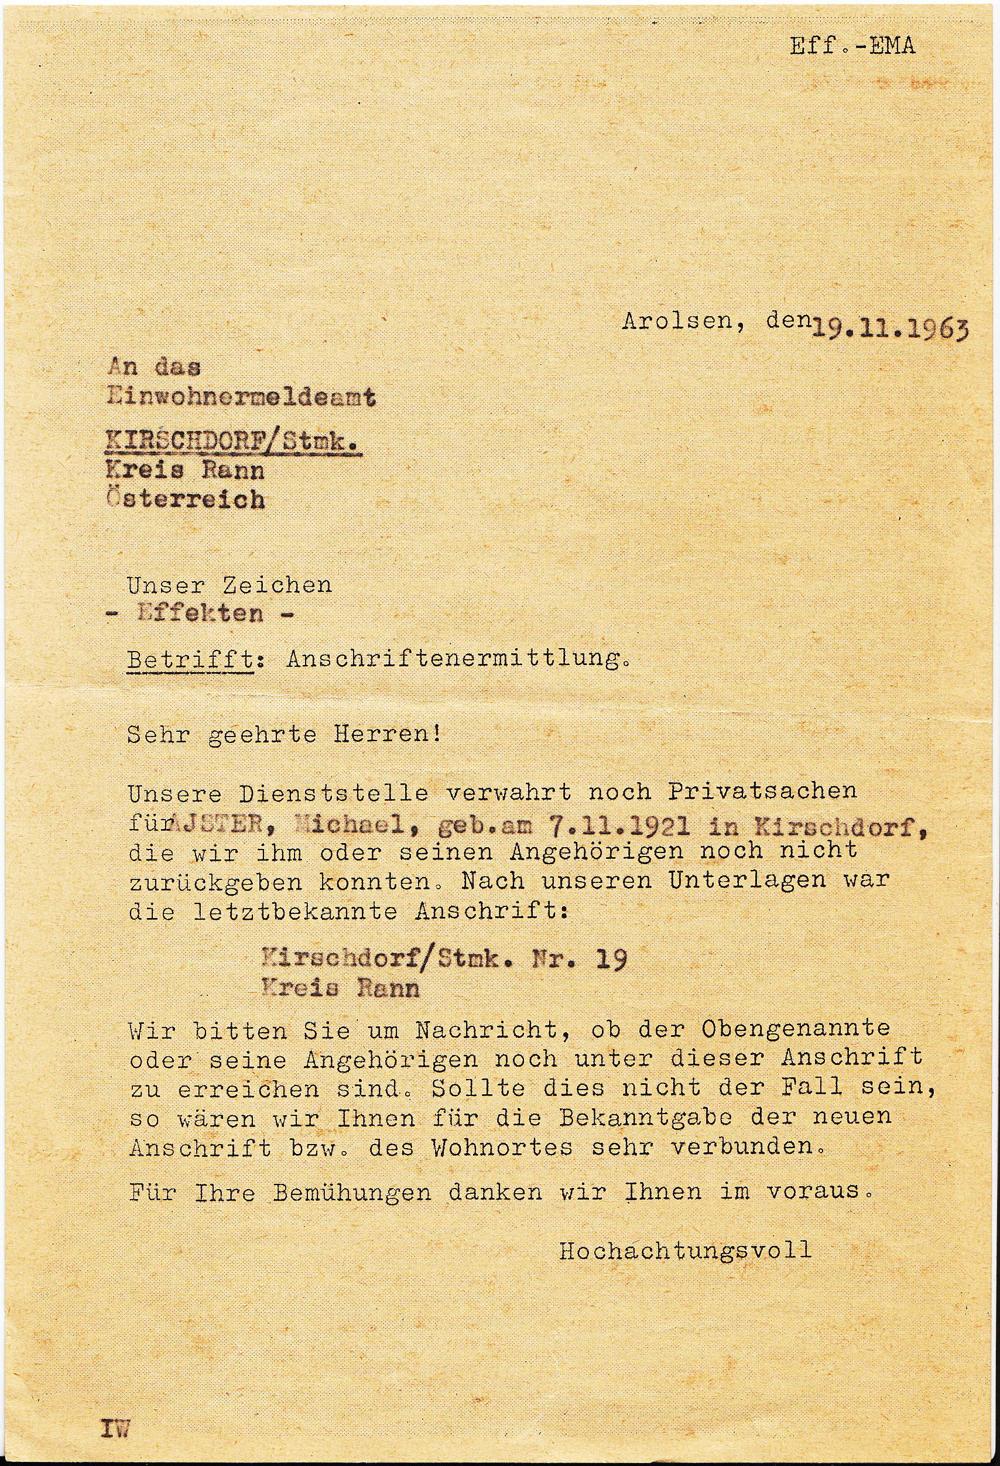 Eff.-EMA
Arolsen, den 19.11.1963
An das
Einwohnermeldeamt
KIRSCHDORF/Stmk.
Kreis Rann
Österreich
Unser Zeichen
- Effekten -
Betrifft: Anschriftenermittlung.
Sehr geehrte Herren!
Unsere Dienststelle verwahrt noch Privatsachen
für AJSTER, Michael, geb.am 7.11.1921 in Kirschdorf,
die wir ihm oder seinen Angehörigen noch nicht
zurückgeben konnten. Nach unseren Unterlagen war
die letztbekannte Anschrift:
Kirschdorf/Stmk. Nr. 19
Kreis Rann
Wir bitten Sie um Nachricht, ob der Obengenannte
oder seine Angehörigen noch unter dieser Anschrift
zu erreichen sind. Sollte dies nicht der Fall sein,
so wären wir Ihnen für die Bekanntgabe der neuen
Anschrift bzw. des Wohnortes sehr verbunden.
Für Ihre Bemühungen danken wir Ihnen im voraus.
Hochachtungsvoll
IW